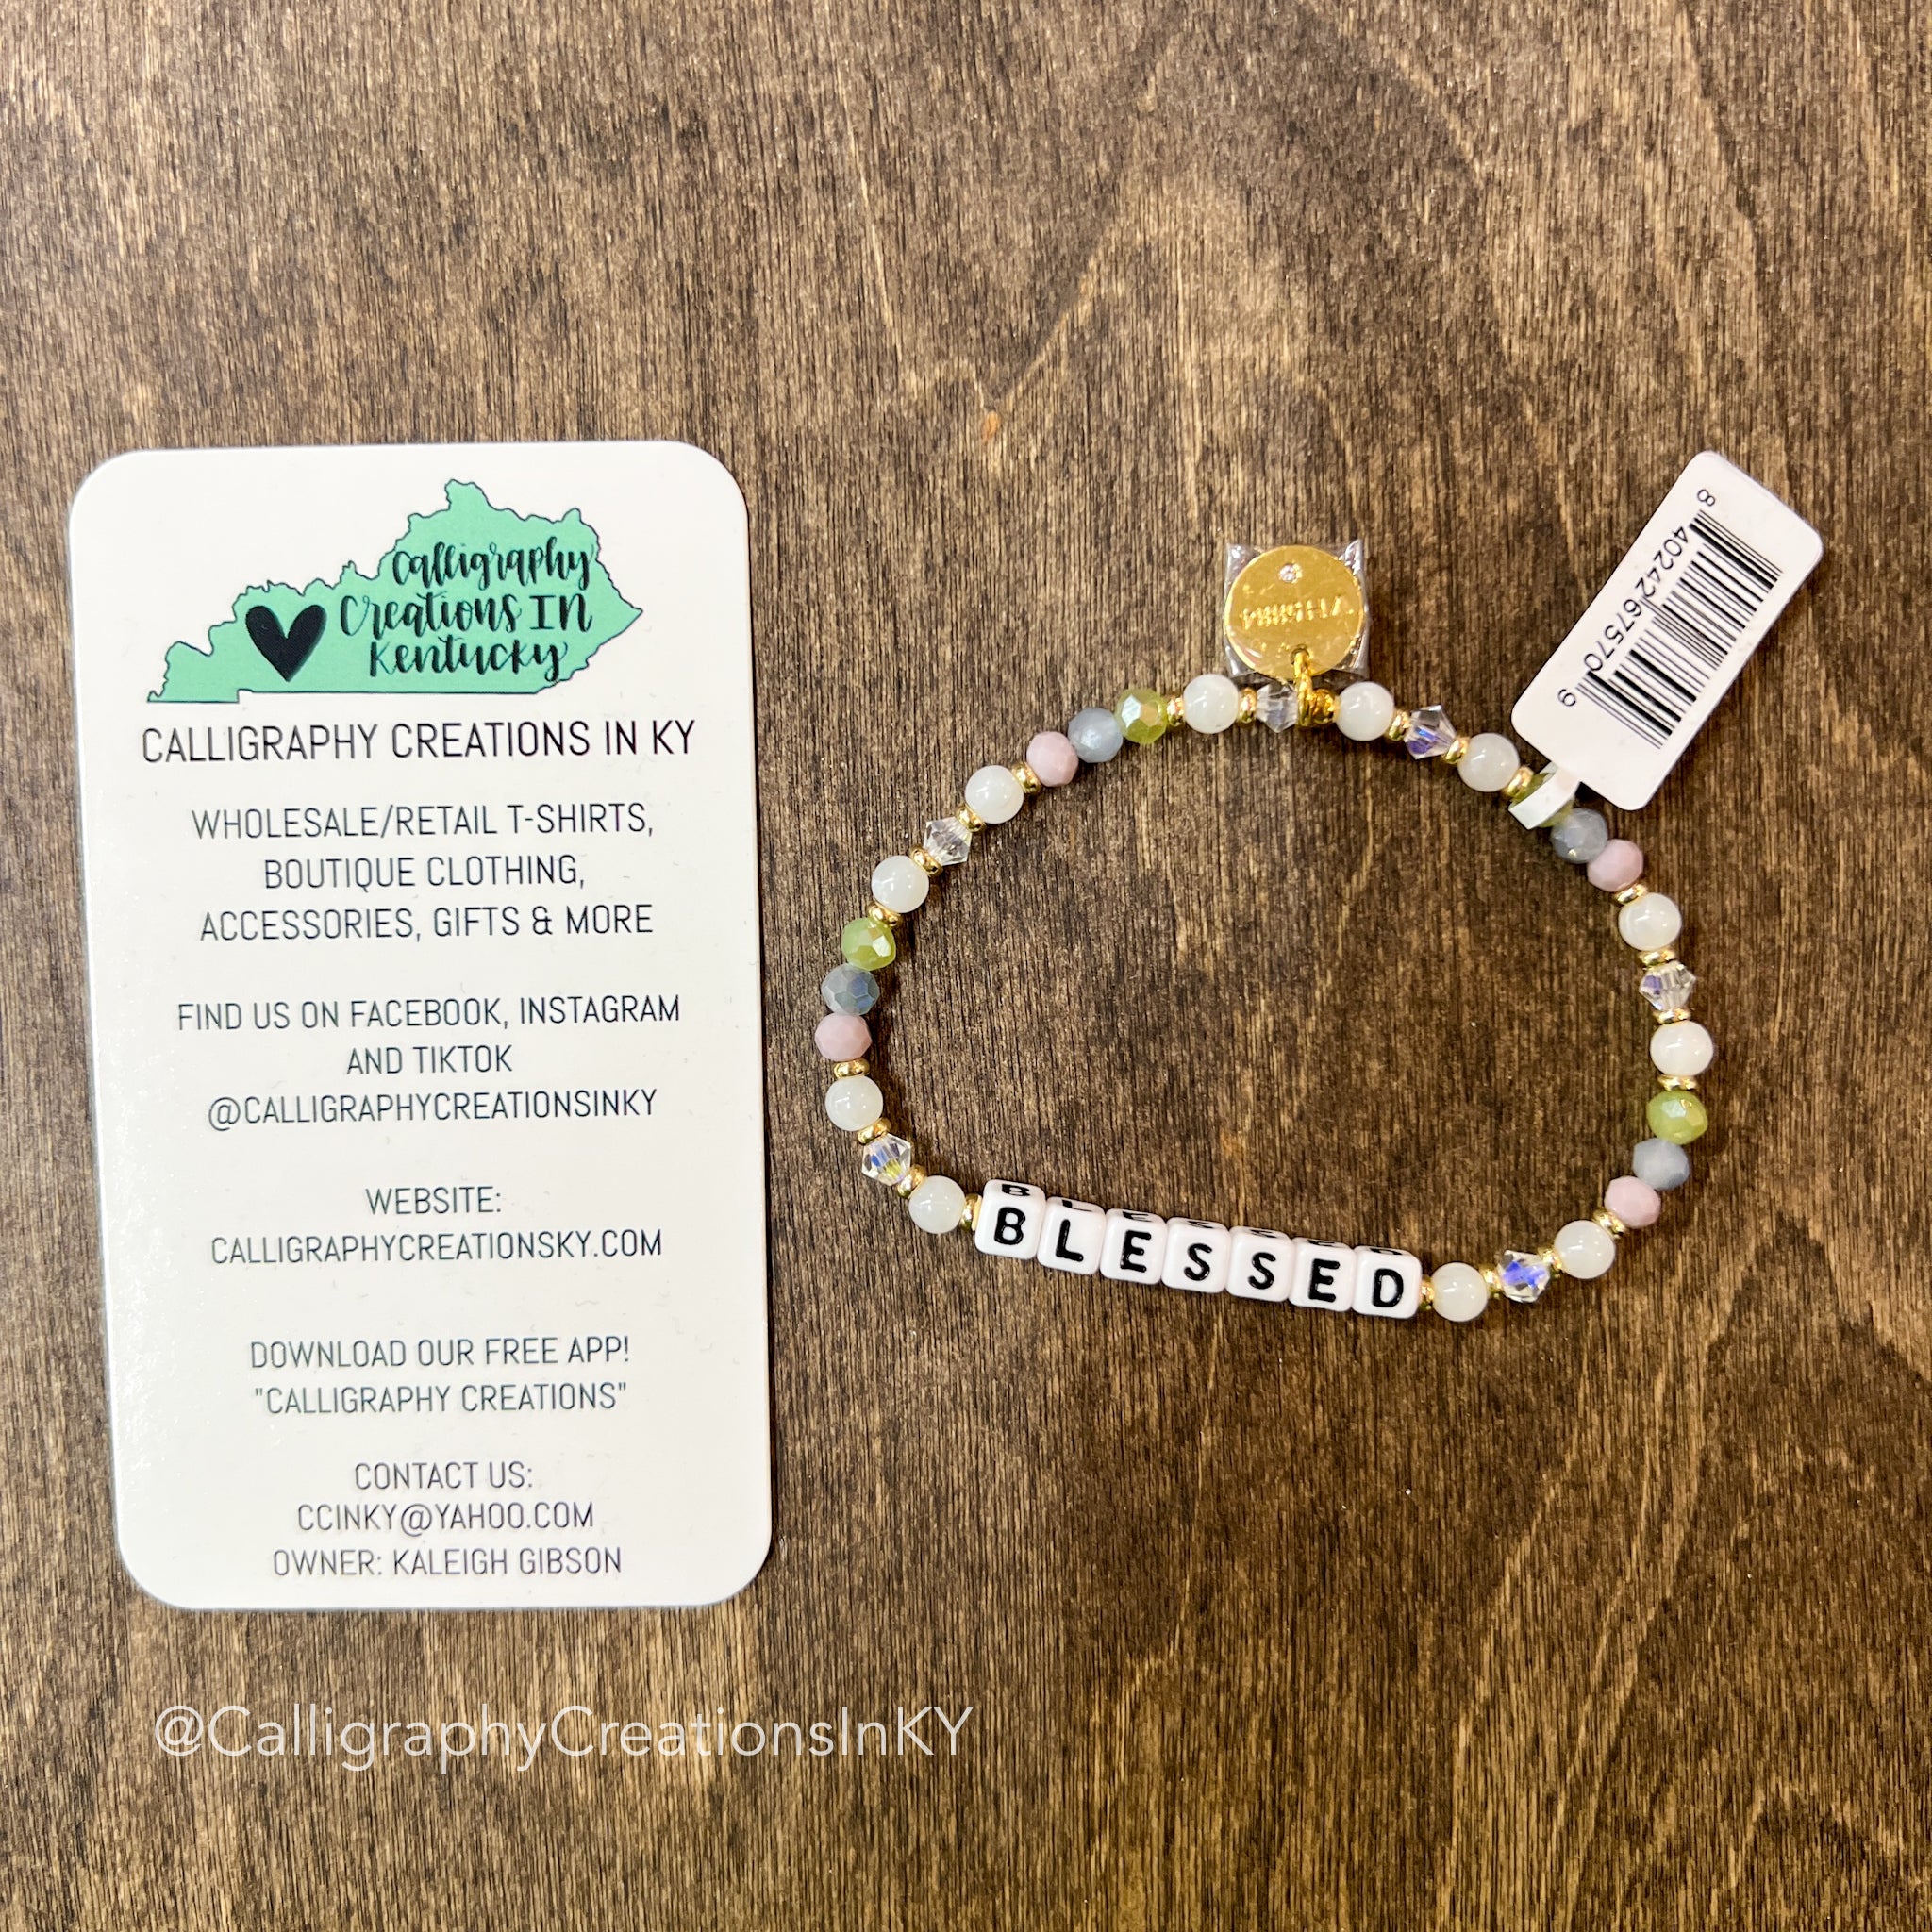 Calligraphy
Creations IN
Kentucky
CALLIGRAPHY CREATIONS IN KY
WHOLESALE/RETAIL T-SHIRTS,
BOUTIQUE CLOTHING,
ACCESSORIES, GIFTS & MORE
FIND US ON FACEBOOK, INSTAGRAM
AND TIKTOK
@CALLIGRAPHYCREATIONSINKY
WEBSITE:
CALLIGRAPHYCREATIONSKY.COM
DOWNLOAD OUR FREE APP!
"CALLIGRAPHY CREATIONS"
CONTACT US:
CCINKY@YAHOO.COM
OWNER: KALEIGH GIBSON
8 40242 67570 9
BLESSED
@CalligraphyCreationsInKY